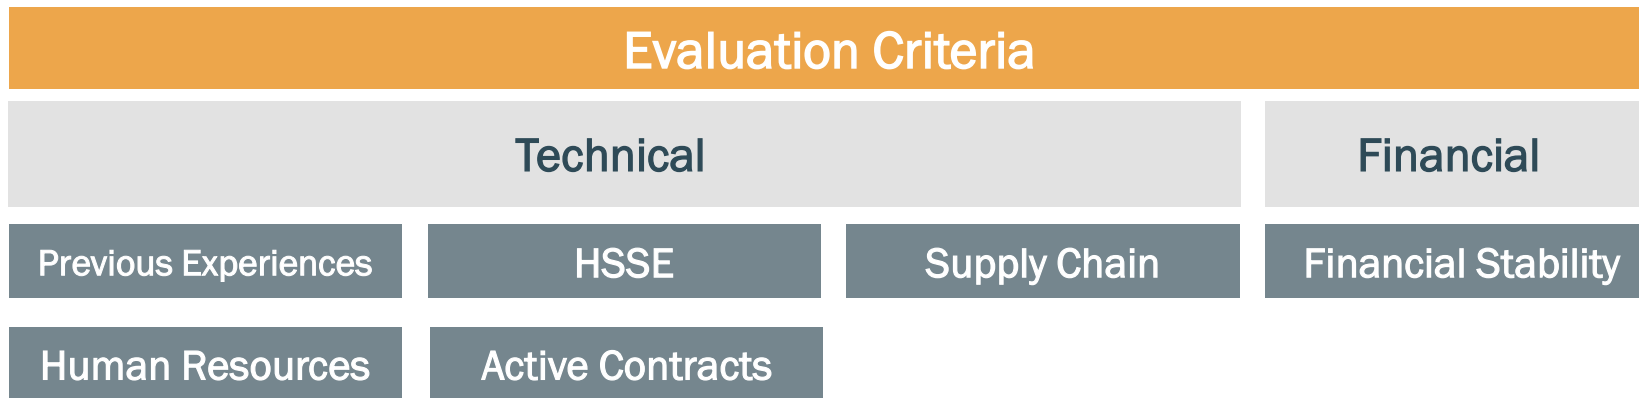 Evaluation Criteria
Technical
Financial
Previous Experiences
HSSE
Supply Chain
Financial Stability
Human Resources
Active Contracts